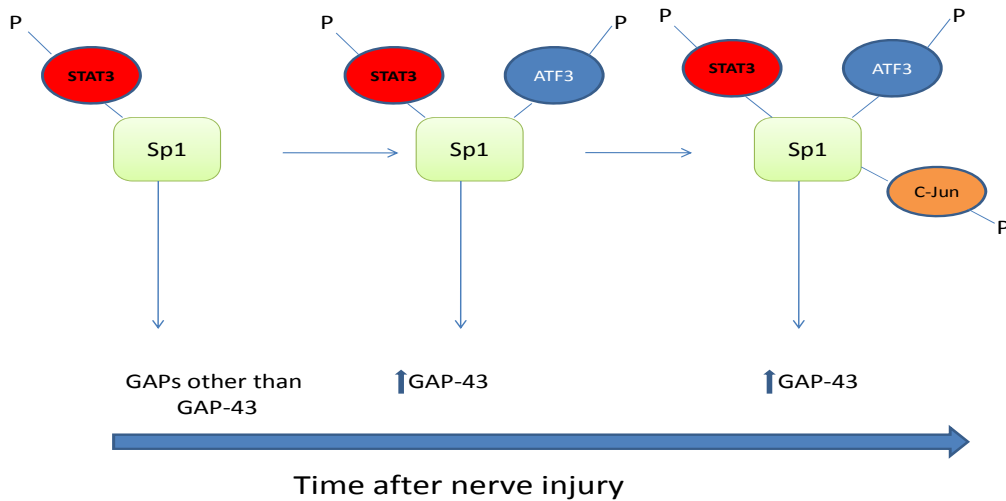 P
STAT3
Sp1
P
STAT3
ATF3
P
Sp1
P
STAT3
ATF3
P
Sp1
C-Jun
P
GAPs other than
GAP-43
GAP-43
GAP-43
Time after nerve injury